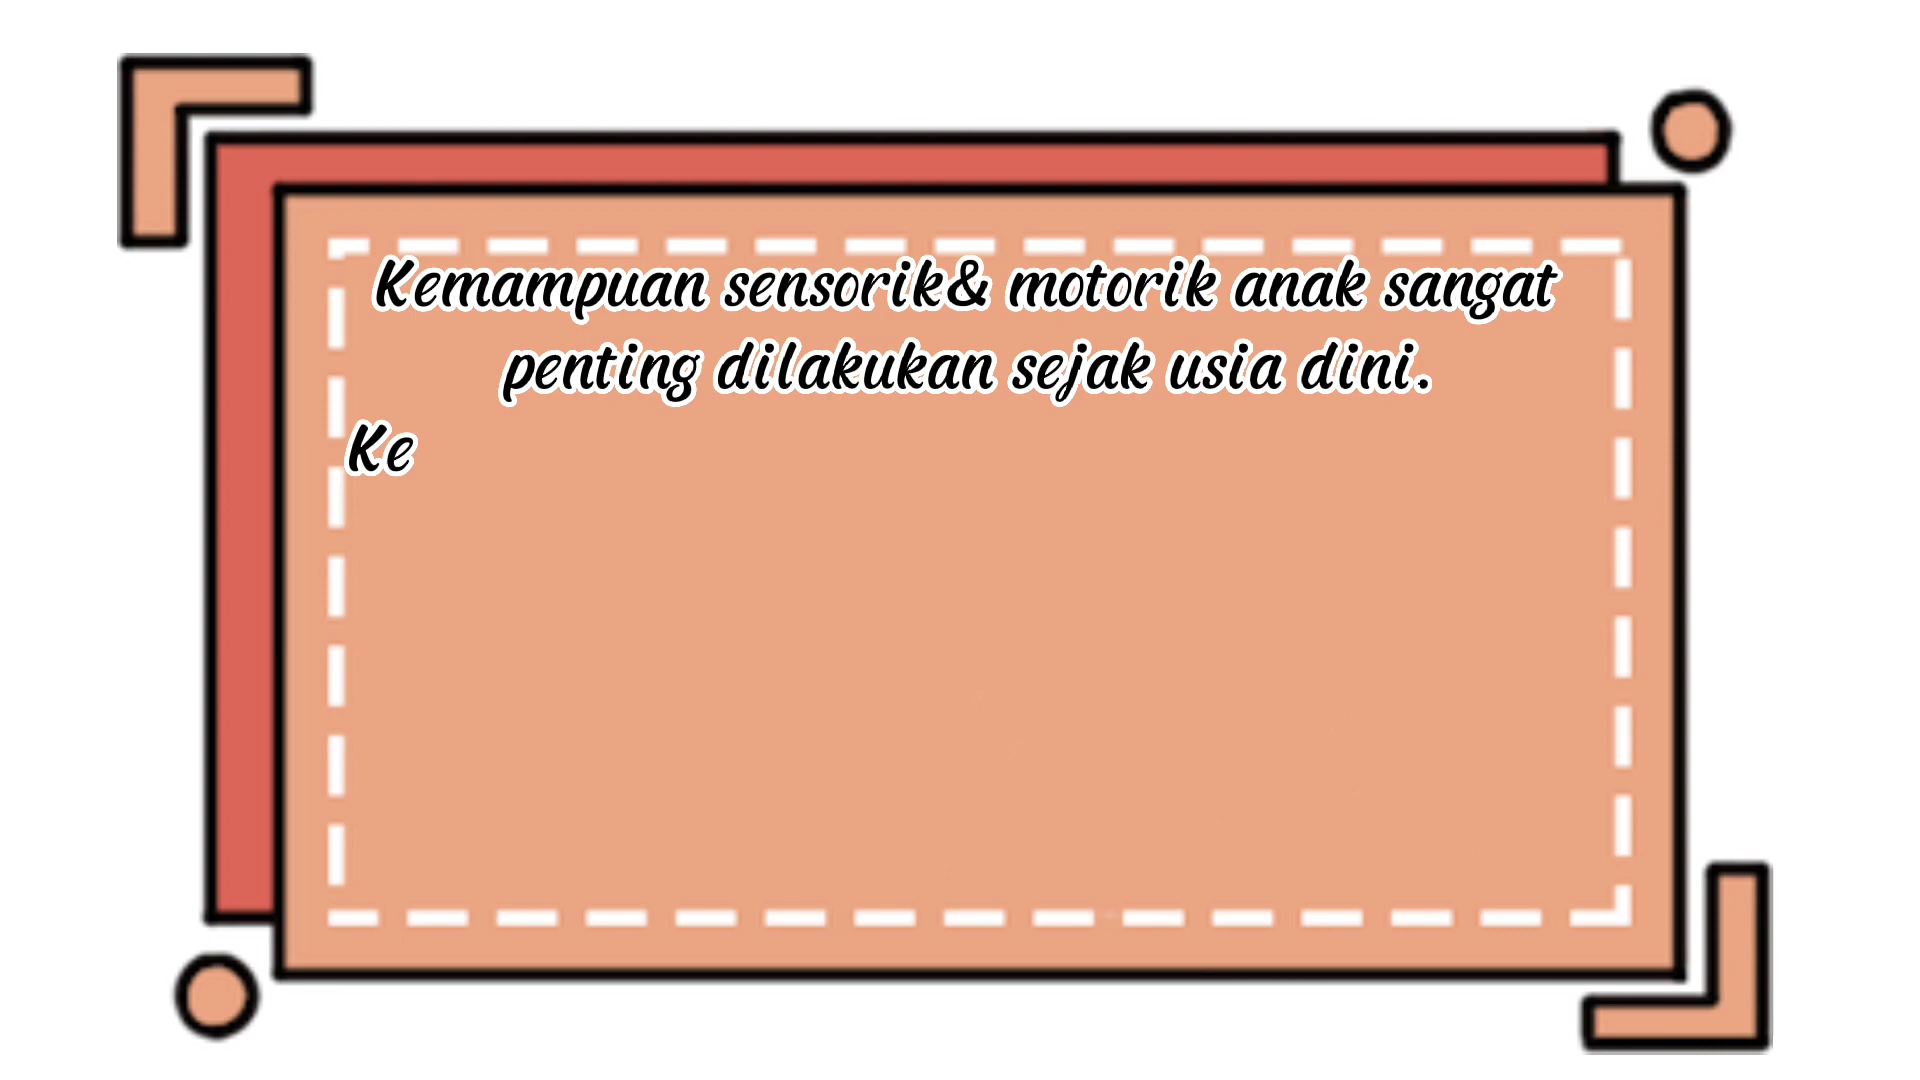 Kemampuan sensorik& motorik anak sangat
penting dilakukan sejak usia dini.
Ke